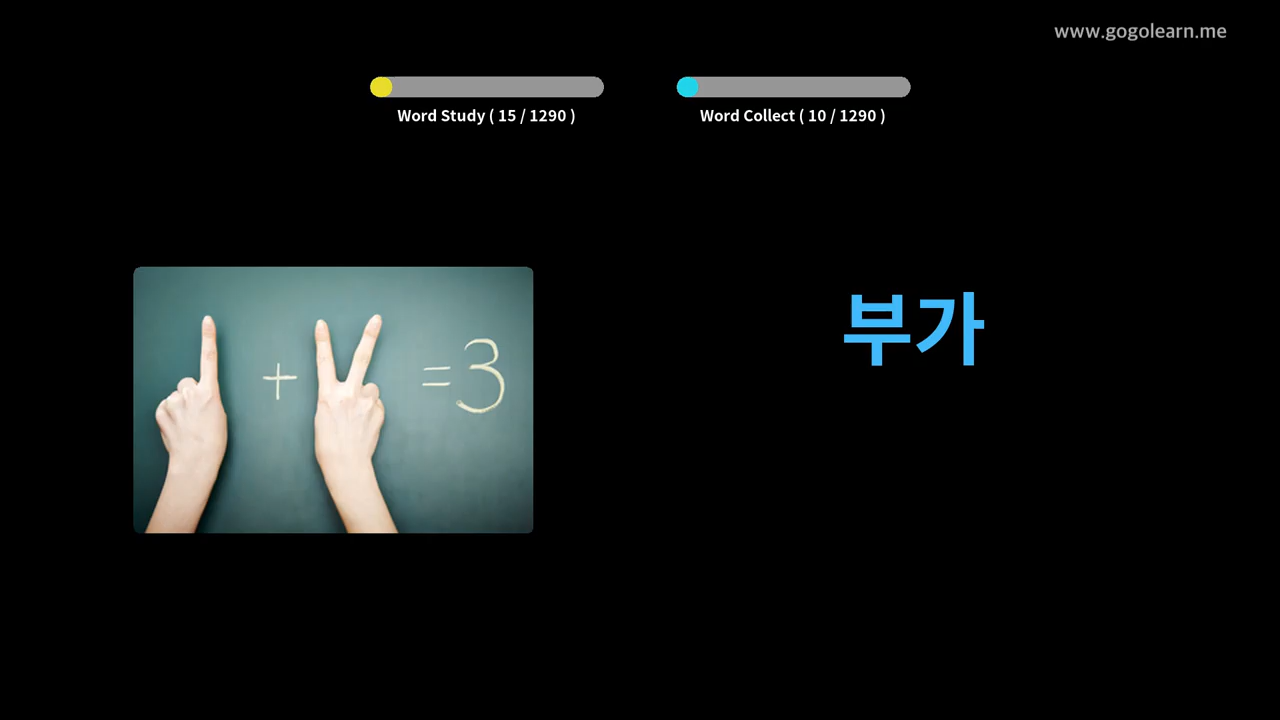 www.gogolearn.me
Word Study ( 15 / 1290 )
Word Collect ( 10 / 1290 )
+ = 3
부가